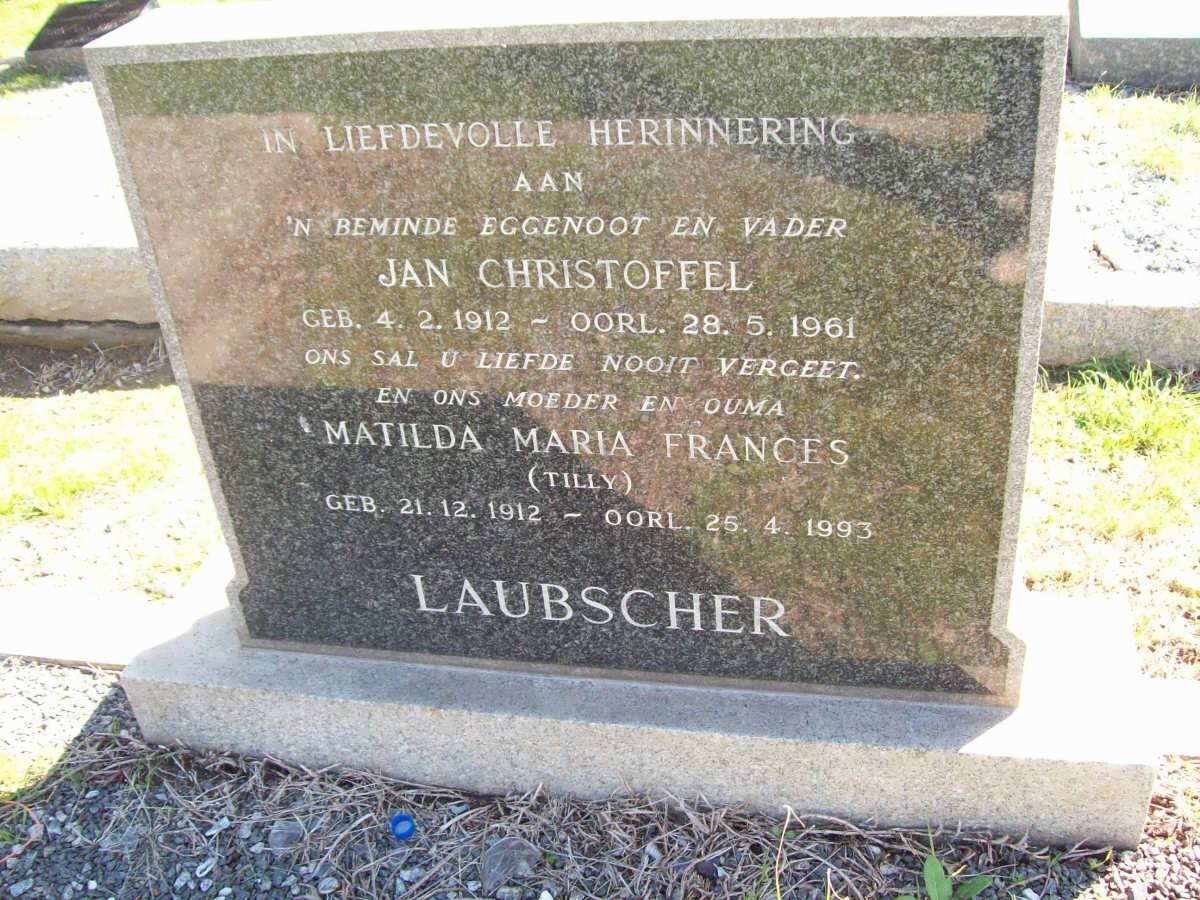 IN LIEFDEVOLLE HERINNERING
AAN
'N BEMINDE EGGENOOT EN VADER
JAN CHRISTOFFEL
GEB. 4. 2. 1912 ~ OORL. 28. 5. 1961
ONS SAL U LIEFDE NOOIT VERGEET.
EN ONS MOEDER EN OUMA
MATILDA MARIA FRANCES
(TILLY)
GEB. 21. 12. 1912 ~ OORL. 25. 4. 1993
LAUBSCHER